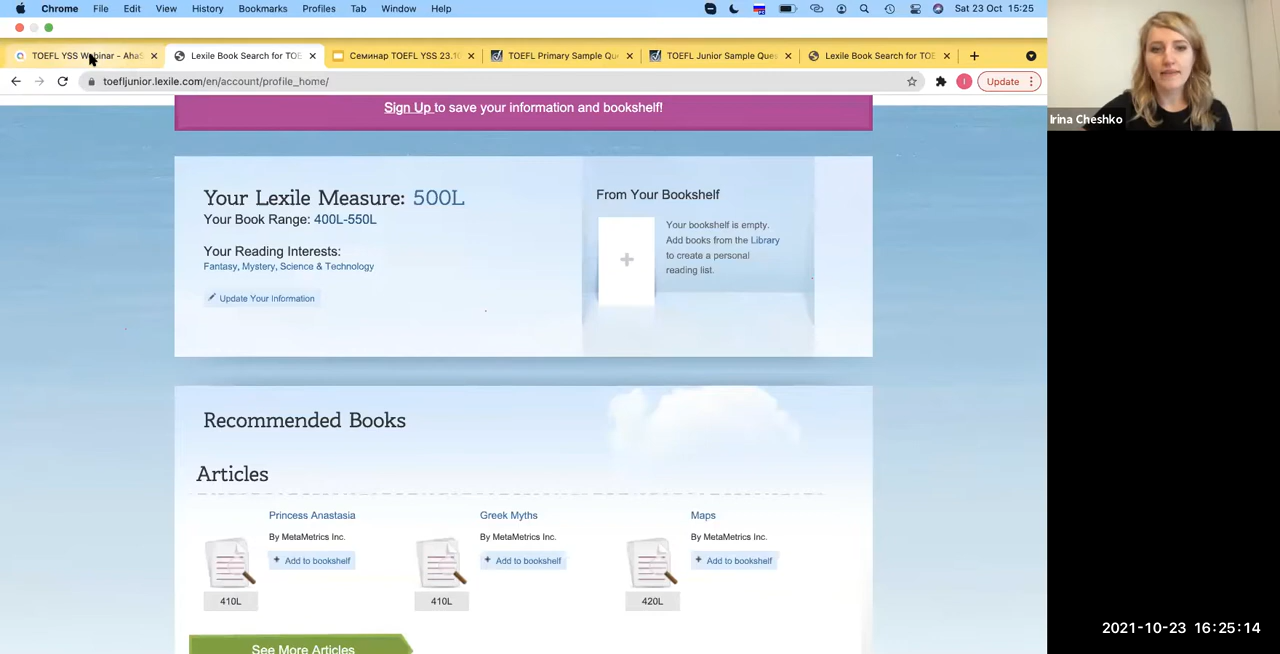 Chrome File Edit View History Bookmarks Profiles Tab Window Help Sat 23 Oct 15:25
TOEFL YSS Webinar - AhaS
Lexile Book Search for TOE
Семинар TOEFL YSS 23.10
TOEFL Primary Sample Que
TOEFL Junior Sample Ques
Lexile Book Search for TOE
toefljunior.lexile.com/en/account/profile_home/
Update
Sign Up to save your information and bookshelf!
Your Lexile Measure: 500L
Your Book Range: 400L-550L
Your Reading Interests:
Fantasy, Mystery, Science & Technology
Update Your Information
From Your Bookshelf
Your bookshelf is empty.
Add books from the Library
to create a personal
reading list.
Recommended Books
Articles
Princess Anastasia
By MetaMetrics Inc.
Add to bookshelf
410L
Greek Myths
By MetaMetrics Inc.
Add to bookshelf
410L
Maps
By MetaMetrics Inc.
Add to bookshelf
420L
See More Articles
Irina Cheshko
2021-10-23 16:25:14